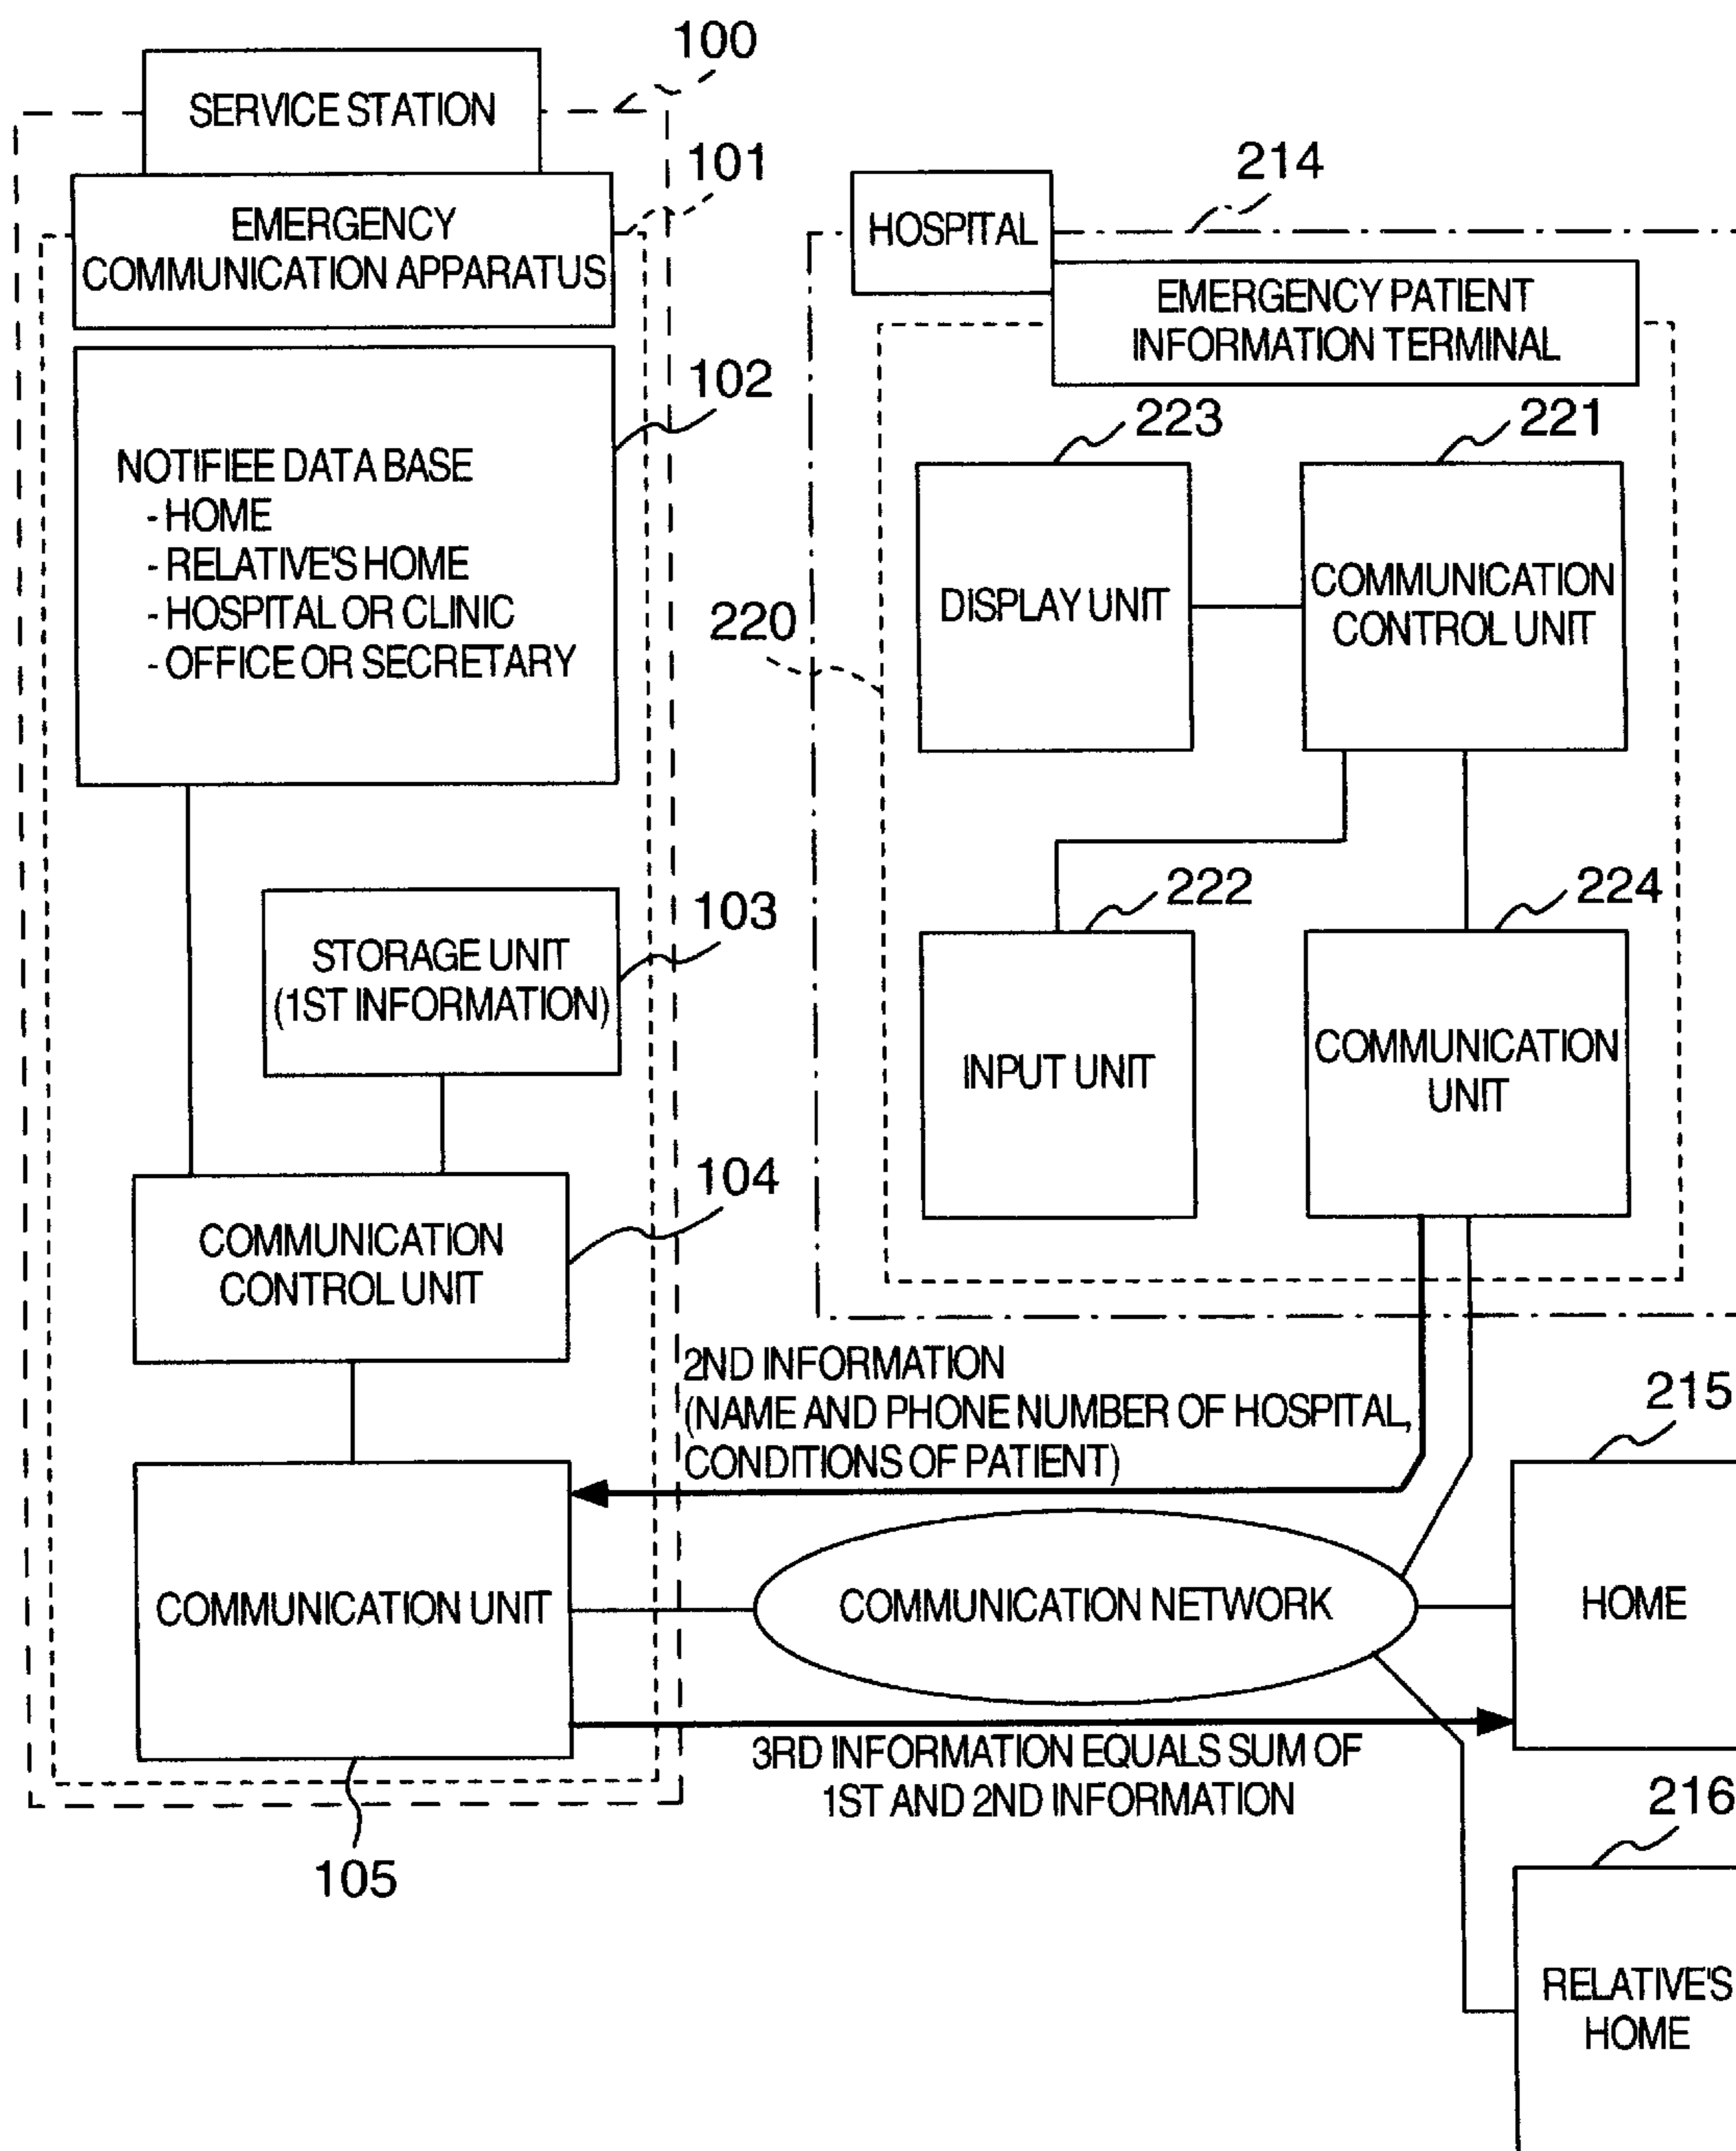 100
SERVICE STATION
101
EMERGENCY
COMMUNICATION APPARATUS
102
NOTIFIEE DATA BASE
- HOME
- RELATIVE'S HOME
- HOSPITAL OR CLINIC
- OFFICE OR SECRETARY
103
STORAGE UNIT
(1ST INFORMATION)
104
COMMUNICATION
CONTROL UNIT
COMMUNICATION UNIT
105
214
HOSPITAL
EMERGENCY PATIENT
INFORMATION TERMINAL
223
221
DISPLAY UNIT
COMMUNICATION
CONTROL UNIT
220
222
224
INPUT UNIT
COMMUNICATION
UNIT
2ND INFORMATION
(NAME AND PHONE NUMBER OF HOSPITAL,
CONDITIONS OF PATIENT)
215
COMMUNICATION NETWORK
HOME
3RD INFORMATION EQUALS SUM OF
1ST AND 2ND INFORMATION
216
RELATIVE'S
HOME